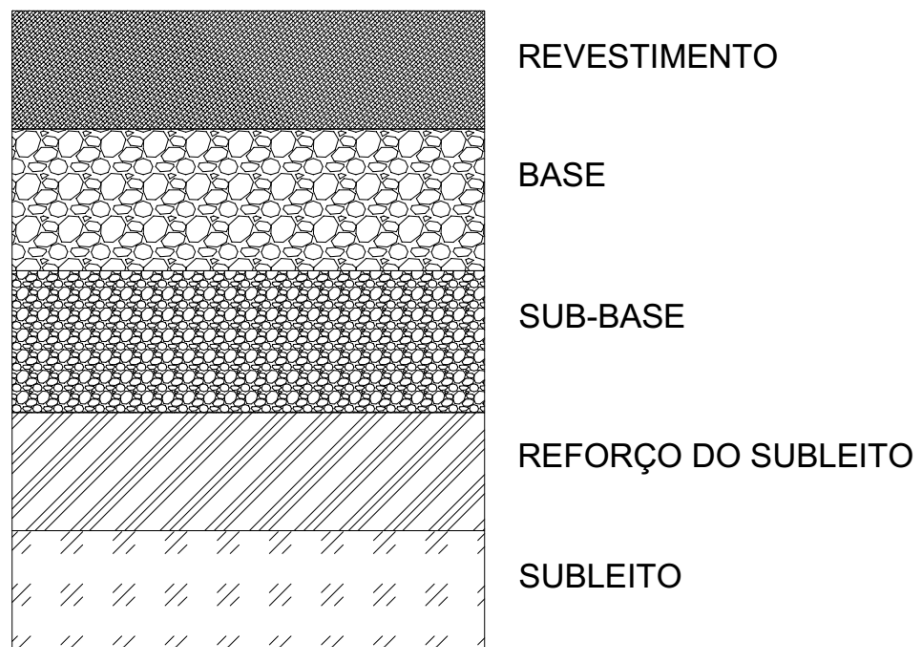 REVESTIMENTO
BASE
SUB-BASE
REFORÇO DO SUBLEITO
SUBLEITO